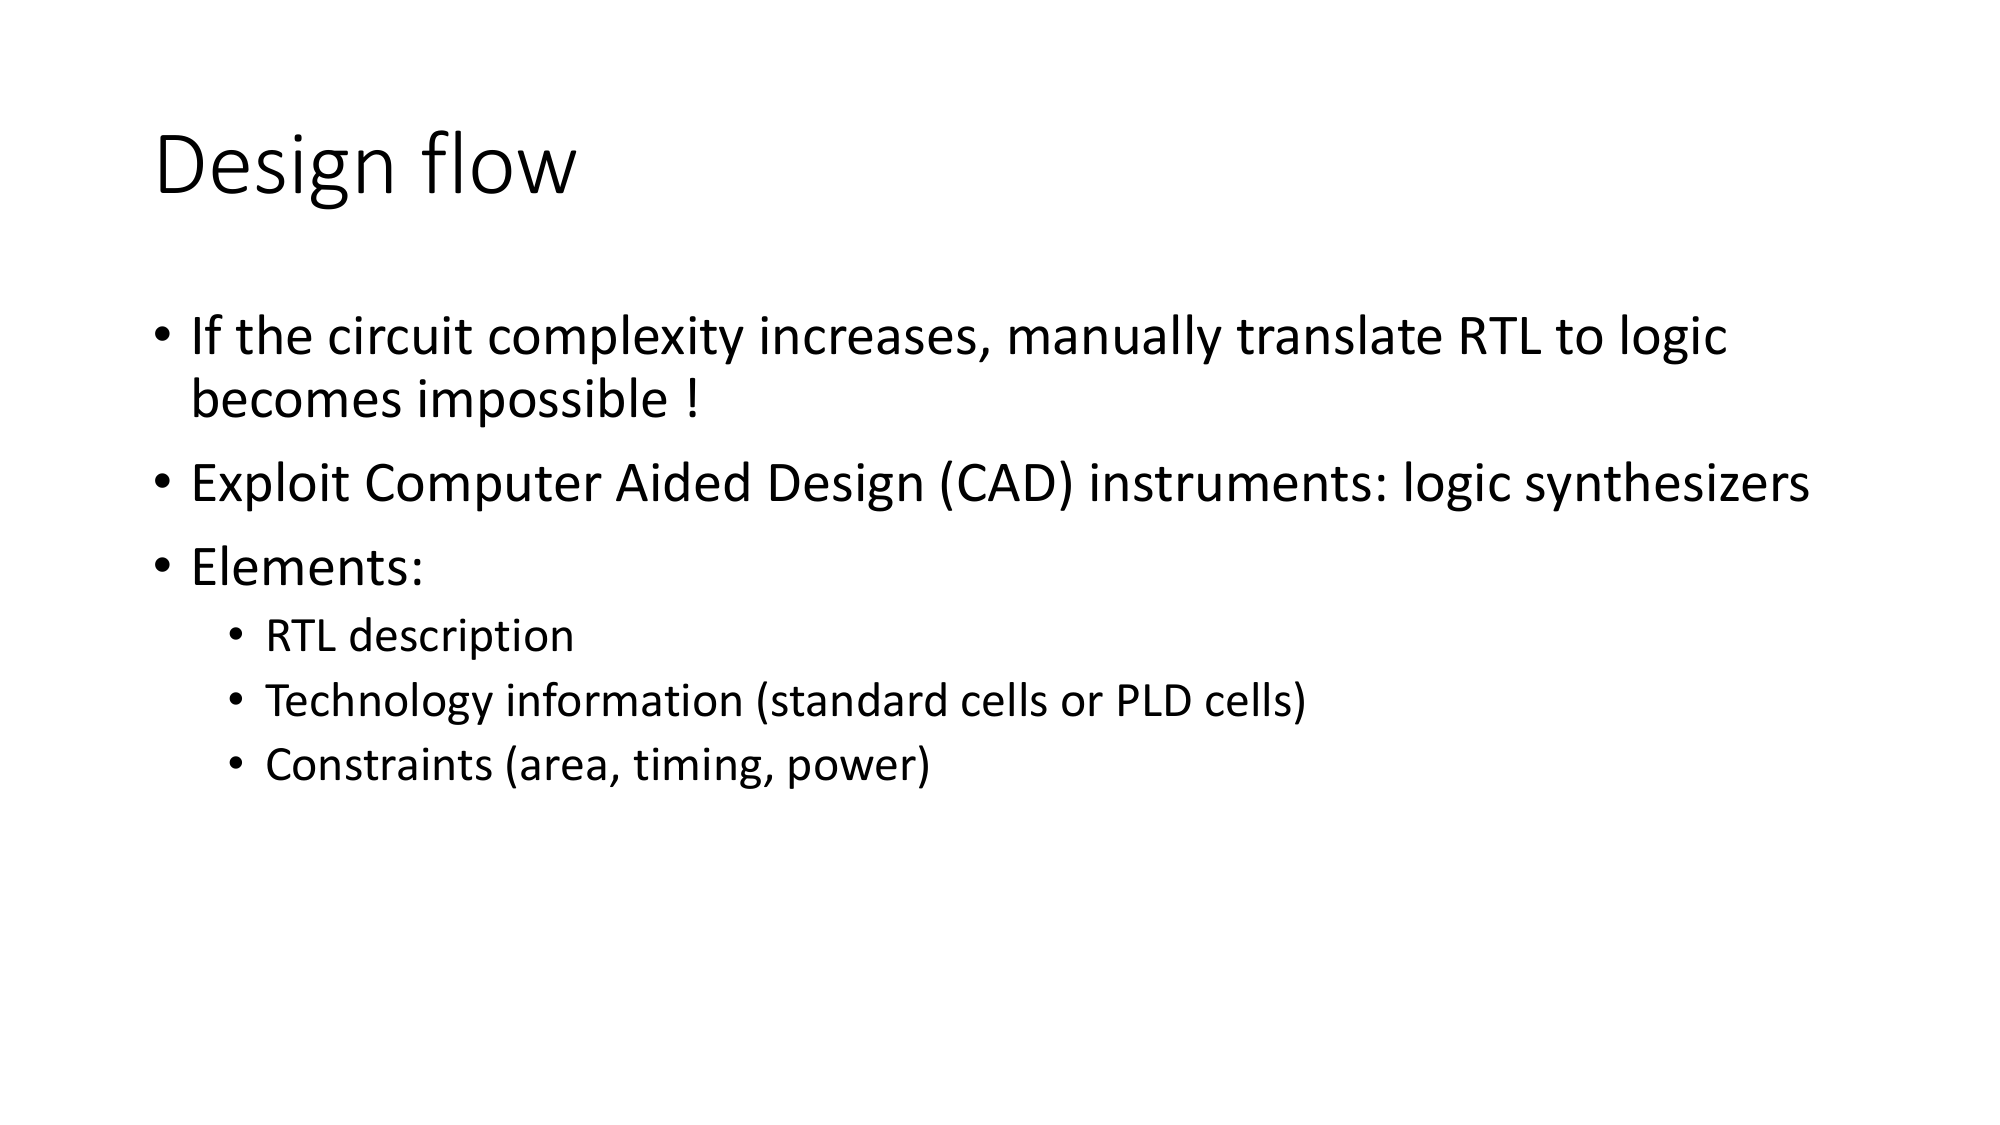 Design flow
• If the circuit complexity increases, manually translate RTL to logic
becomes impossible !
• Exploit Computer Aided Design (CAD) instruments: logic synthesizers
• Elements:
• RTL description
• Technology information (standard cells or PLD cells)
• Constraints (area, timing, power)